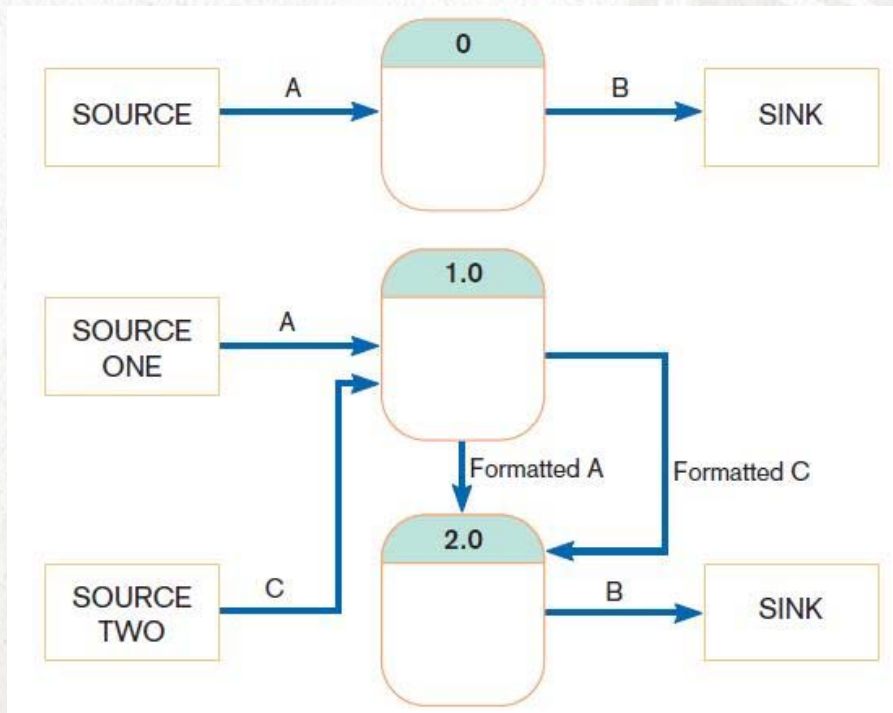 0
SOURCE
A
B
SINK
1.0
SOURCE
ONE
A
Formatted A
Formatted C
2.0
SOURCE
TWO
C
B
SINK